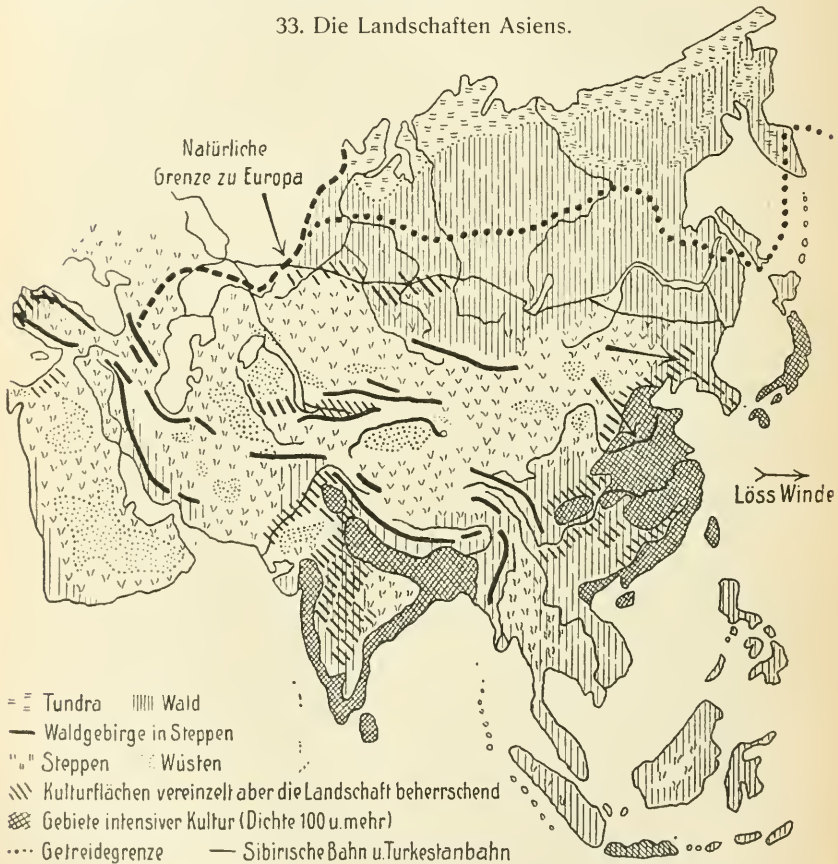 33. Die Landschaften Asiens.
Natürliche
Grenze zu Europa
Löss Winde
Tundra Wald
Waldgebirge in Steppen
Steppen Wüsten
Kulturflächen vereinzelt aber die Landschaft beherrschend
Gebiete intensiver Kultur (Dichte 100 u. mehr)
Getreidegrenze Sibirische Bahn u. Turkestanbahn